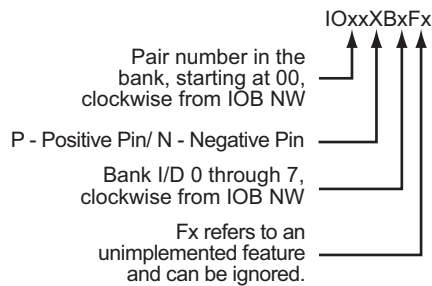 IOxxXBxFx
Pair number in the
bank, starting at 00,
clockwise from IOB NW
P - Positive Pin/ N - Negative Pin
Bank I/D 0 through 7,
clockwise from IOB NW
Fx refers to an
unimplemented feature
and can be ignored.